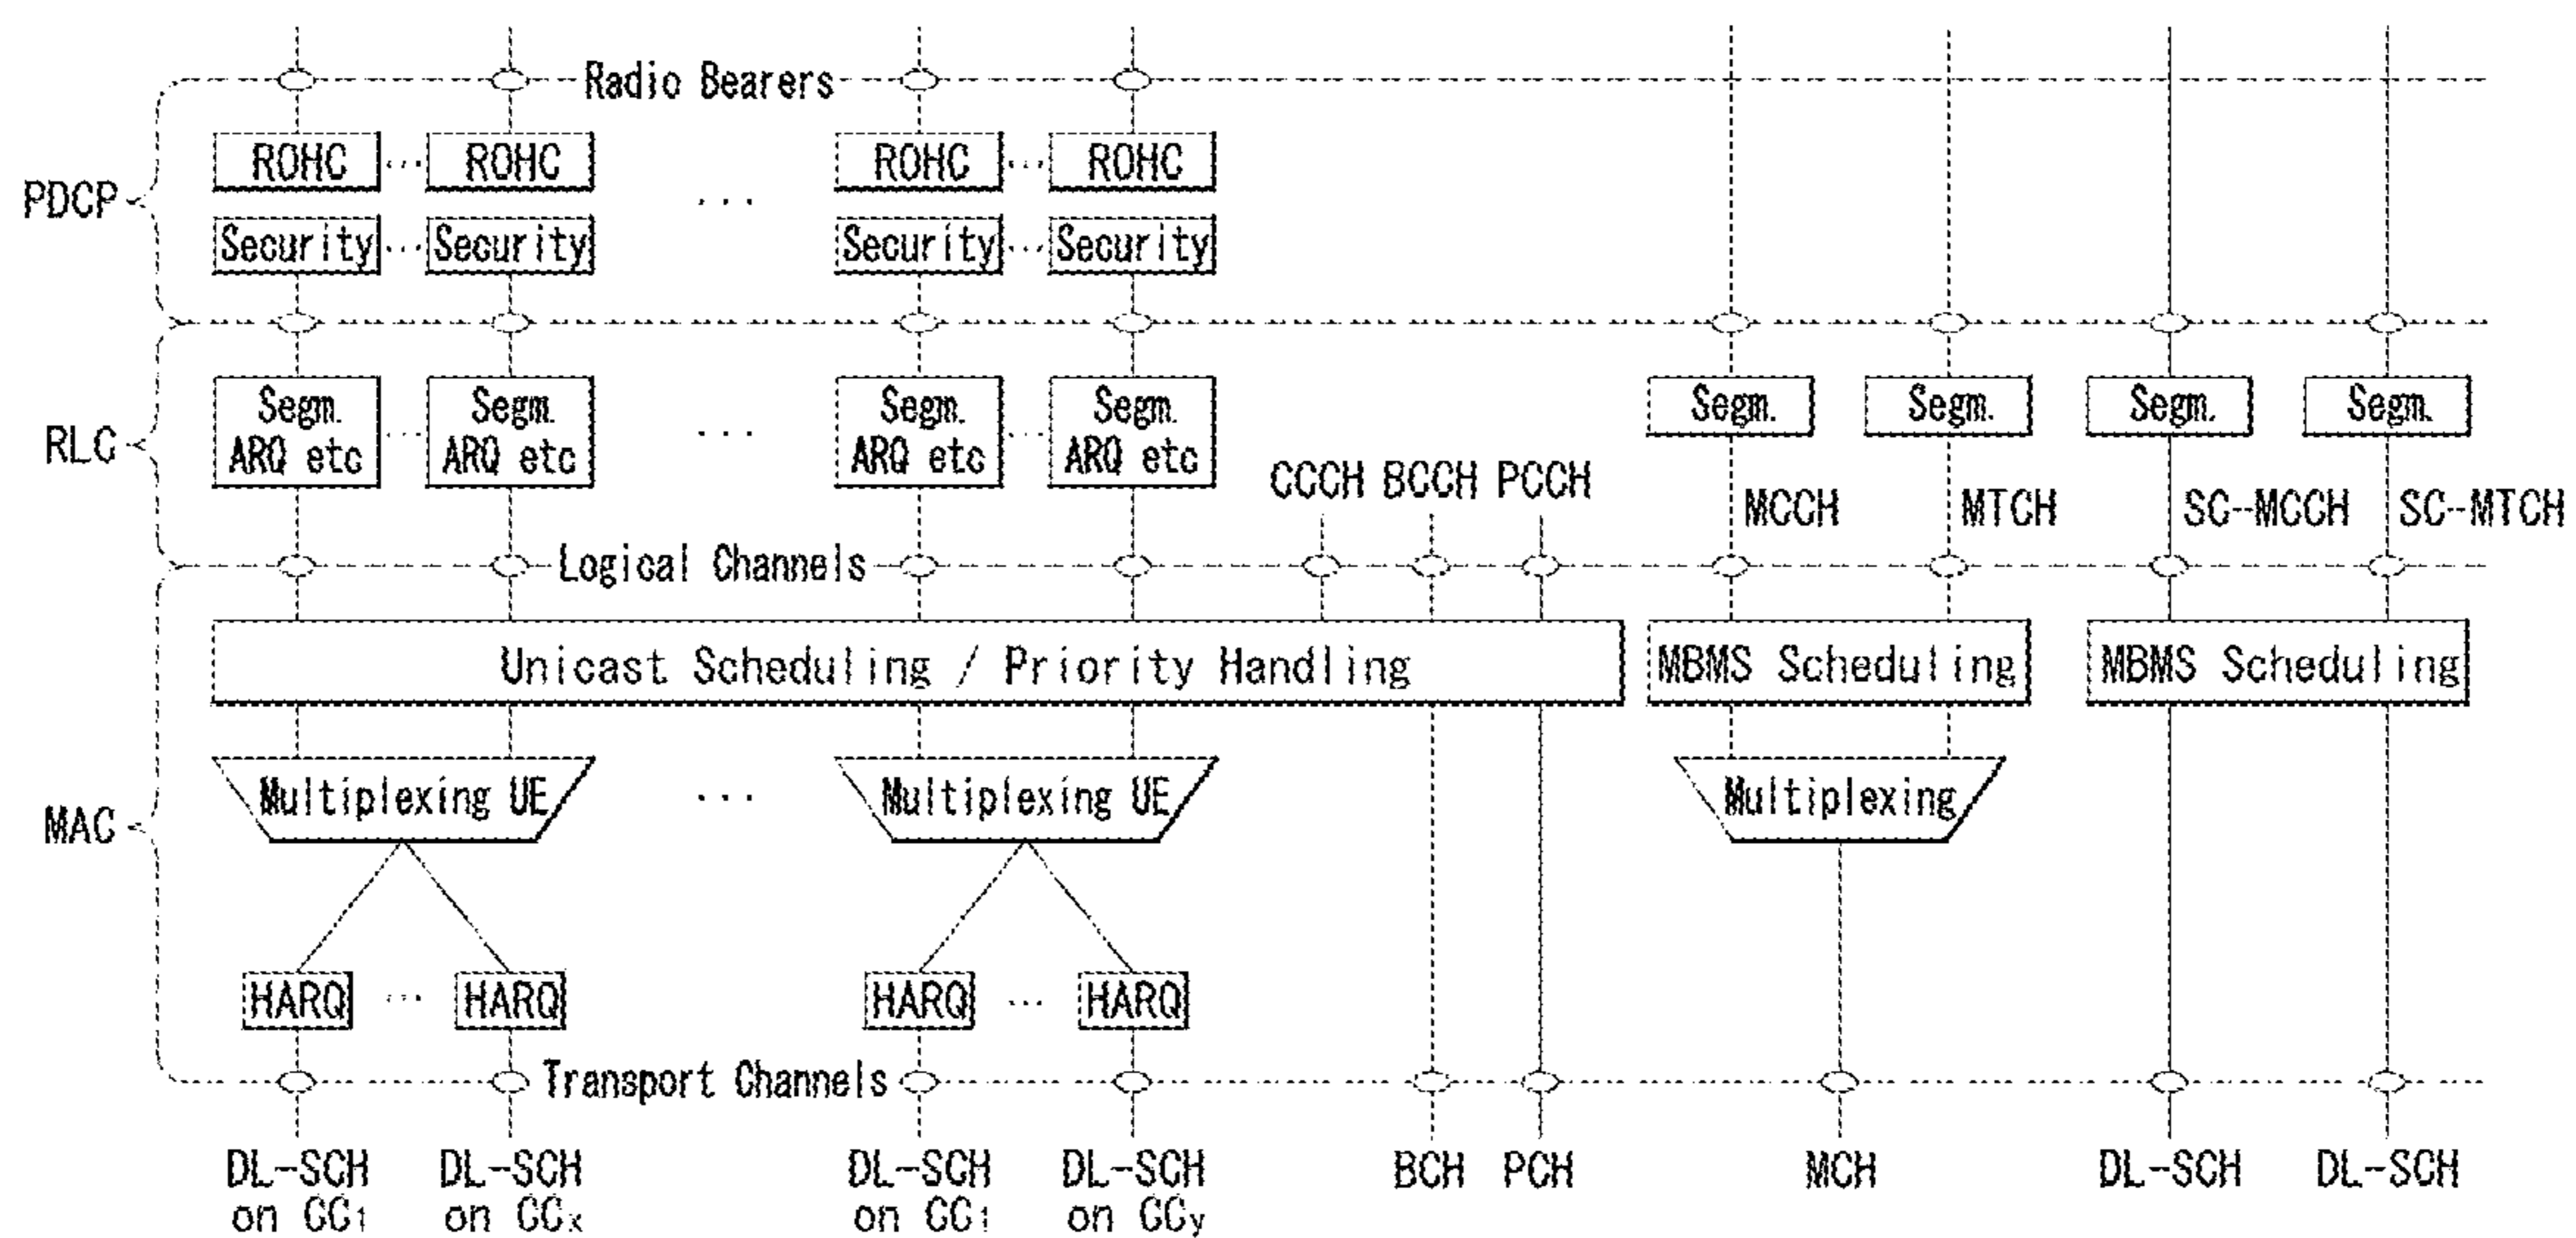 Radio Bearers
PDCP
ROHC ... ROHC ... ROHC ... ROHC
Security ... Security Security ... Security
RLC
Segm. Segm. Segm. Segm. Segm. Segm. Segm. Segm.
ARQ etc ... ARQ etc ... ARQ etc ... ARQ etc
CCCH BCCH PCCH
MCCH MTCH SC-MCCH SC-MTCH
Logical Channels
MAC
Unicast Scheduling / Priority Handling MBMS Scheduling MBMS Scheduling
Multiplexing UE ... Multiplexing UE Multiplexing
HARQ ... HARQ HARQ ... HARQ
Transport Channels
DL-SCH DL-SCH DL-SCH DL-SCH BCH PCH MCH DL-SCH DL-SCH
on CC1 on CCx on CC1 on CCy